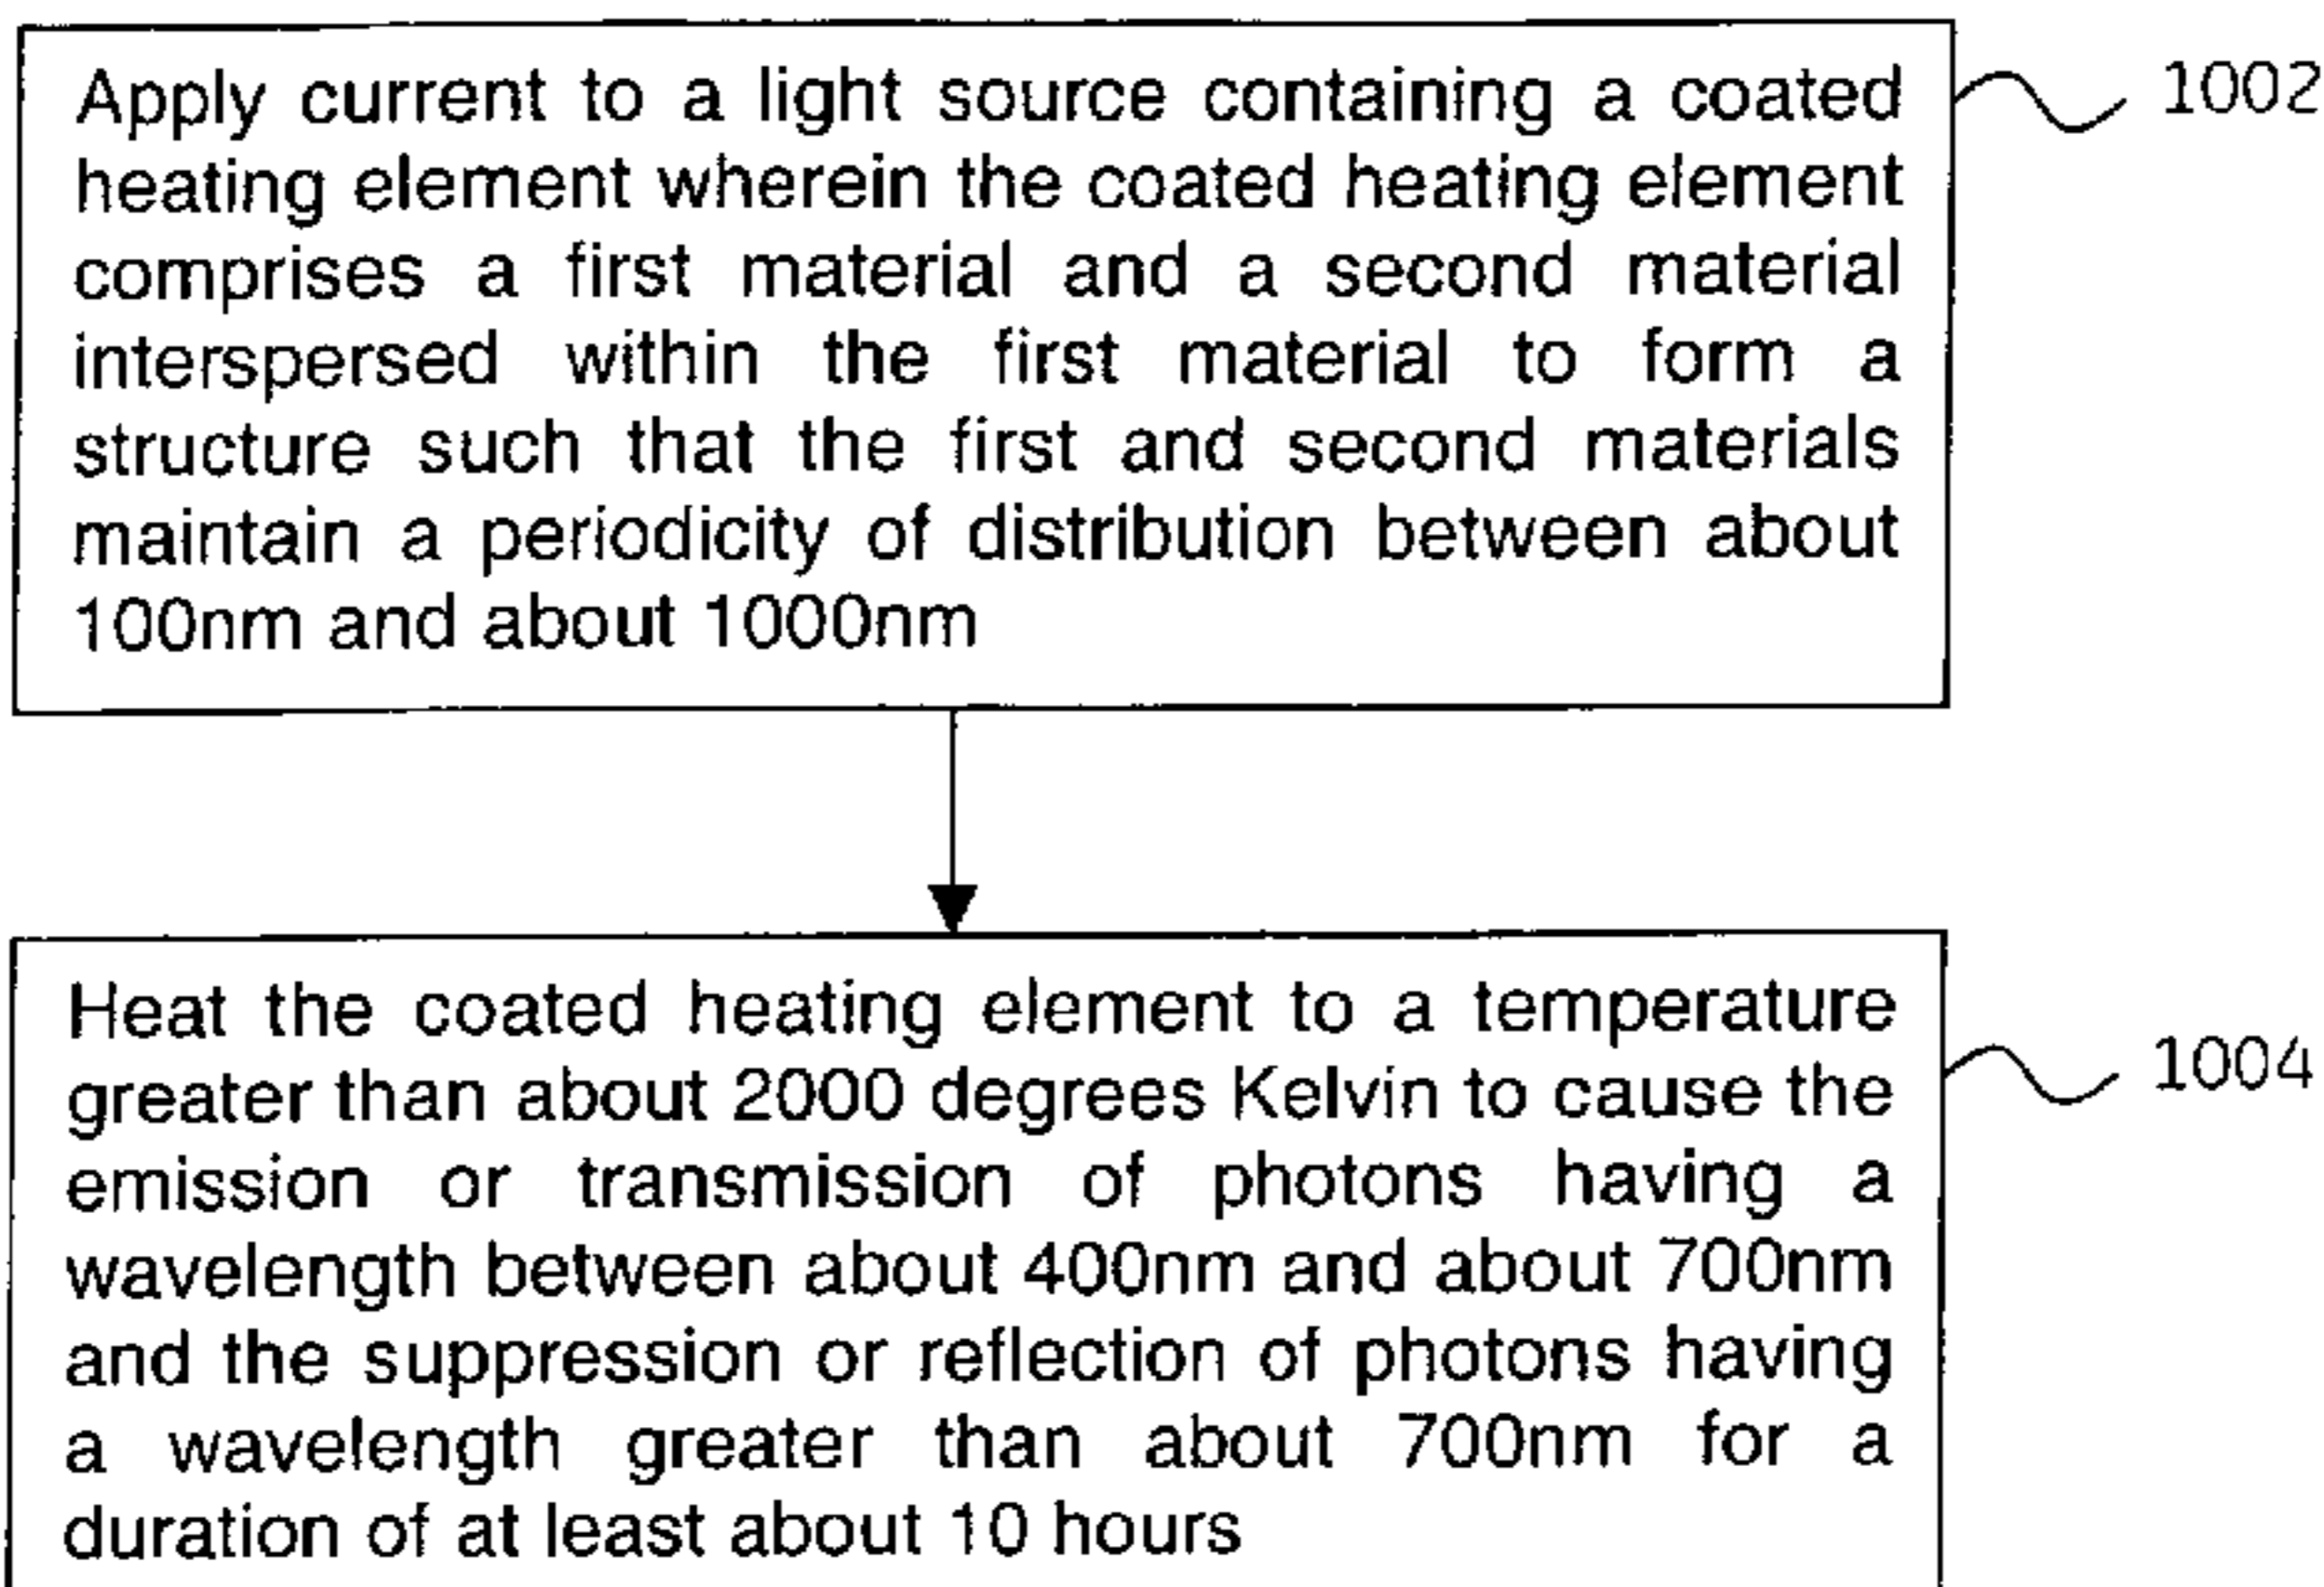 Apply current to a light source containing a coated 1002
heating element wherein the coated heating element
comprises a first material and a second material
interspersed within the first material to form a
structure such that the first and second materials
maintain a periodicity of distribution between about
100nm and about 1000nm
Heat the coated heating element to a temperature
greater than about 2000 degrees Kelvin to cause the 1004
emission or transmission of photons having a
wavelength between about 400nm and about 700nm
and the suppression or reflection of photons having
a wavelength greater than about 700nm for a
duration of at least about 10 hours